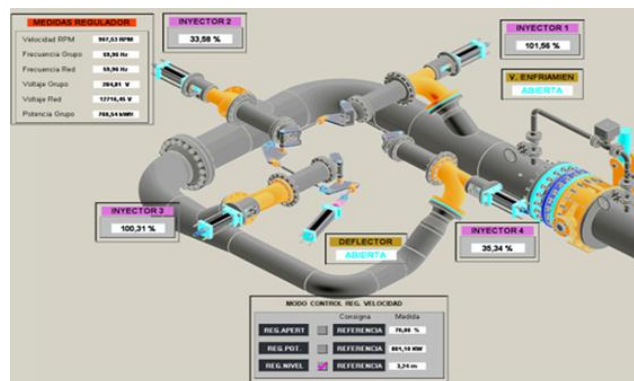 MEDIDAS REGULADOR
Velocidad RPM
Frecuencia Grupo 59,96 Hz
Frecuencia Red 59,96 Hz
Voltaje Grupo V
Voltaje Red 12716,45 V
Potencia Grupo
INYECTOR 2
33,58 %
INYECTOR 1
101,56 %
V. ENFRIAMIEN
ABIERTA
INYECTOR 3
100,31 %
DEFLECTOR
ABIERTA
INYECTOR 4
35,34 %
MODO CONTROL REG. VELOCIDAD
Consigna Medida
REG.APERT REFERENCIA %
REG.POT. REFERENCIA KW
REG.NIVEL REFERENCIA 3,24 m